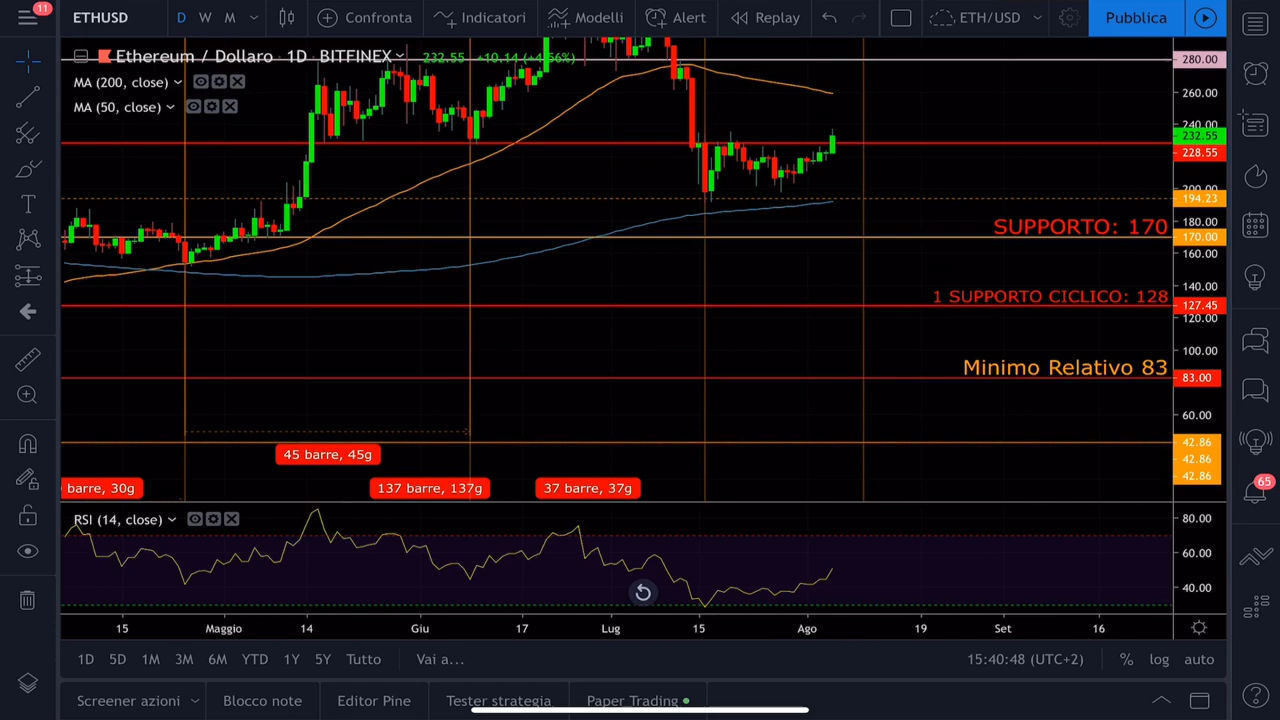 11
ETHUSD
D W M
Confronta
Indicatori
Modelli
Alert
Replay
ETH/USD
Pubblica
Ethereum / Dollaro · 1D · BITFINEX 232.55 +10.14 (+4.56%)
MA (200, close)
MA (50, close)
280.00
260.00
240.00
232.55
228.55
200.00
194.23
SUPPORTO: 170
180.00
170.00
160.00
140.00
1 SUPPORTO CICLICO: 128
127.45
120.00
100.00
Minimo Relativo 83
83.00
60.00
42.86
42.86
42.86
45 barre, 45g
barre, 30g
137 barre, 137g
37 barre, 37g
65
RSI (14, close)
80.00
60.00
40.00
15 Maggio 14 Giu 17 Lug 15 Ago 19 Set 16
1D 5D 1M 3M 6M YTD 1Y 5Y Tutto Vai a... 15:40:48 (UTC+2) % log auto
Screener azioni Blocco note Editor Pine Tester strategia Paper Trading